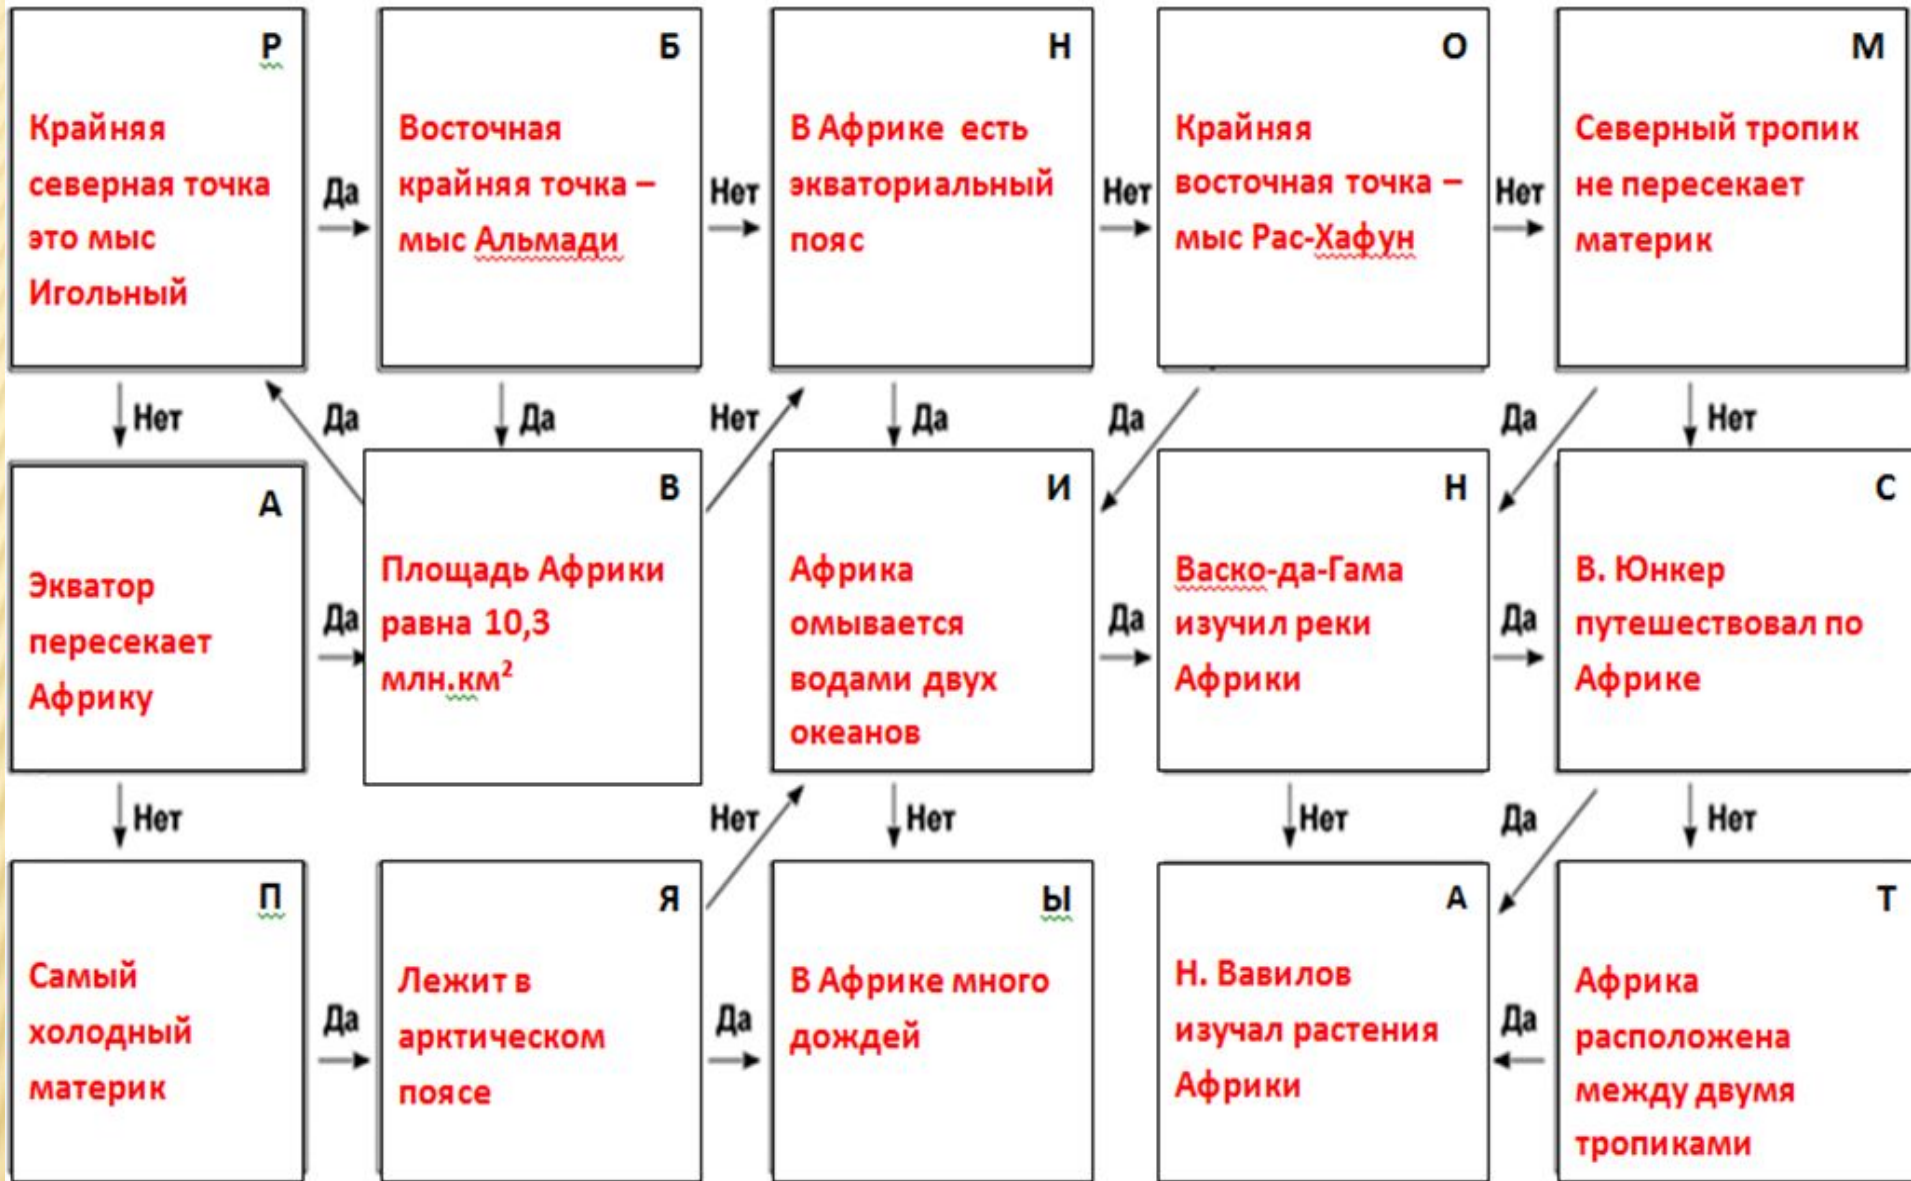 Р
Крайняя
северная точка
это мыс
Игольный
Да
Б
Восточная
крайняя точка –
мыс Альмади
Нет
Н
В Африке есть
экваториальный
пояс
Нет
О
Крайняя
восточная точка –
мыс Рас-Хафун
Нет
М
Северный тропик
не пересекает
материк
Нет
Да
Да
Нет
Да
Да
Да
Нет
А
Экватор
пересекает
Африку
Да
В
Площадь Африки
равна 10,3
млн.км²
И
Африка
омывается
водами двух
океанов
Да
Н
Васко-да-Гама
изучил реки
Африки
Да
С
В. Юнкер
путешествовал по
Африке
Нет
Нет
Нет
Нет
Да
Нет
П
Самый
холодный
материк
Да
Я
Лежит в
арктическом
поясе
Да
Ы
В Африке много
дождей
А
Н. Вавилов
изучал растения
Африки
Да
Т
Африка
расположена
между двумя
тропиками